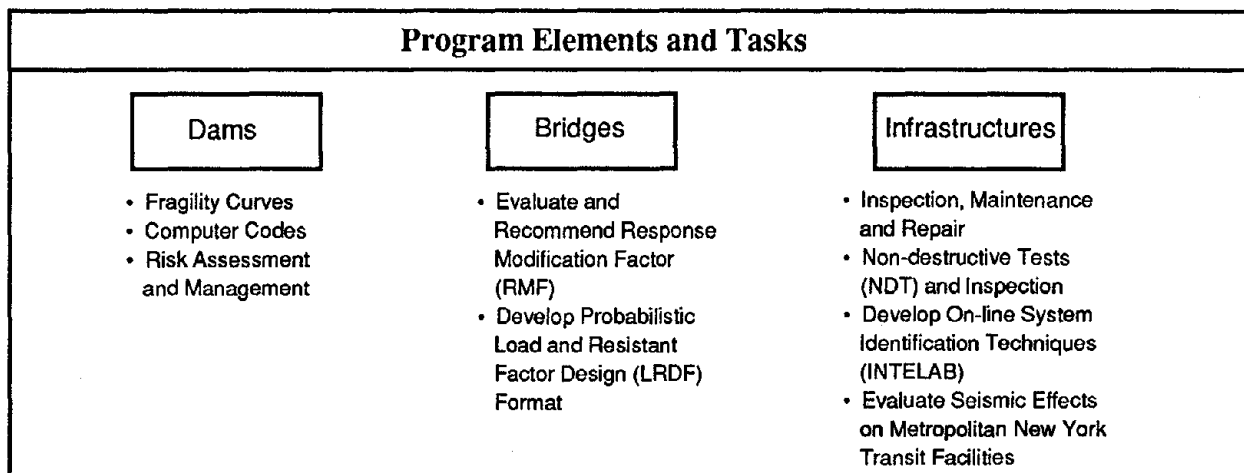 Program Elements and Tasks
Dams
• Fragility Curves
• Computer Codes
• Risk Assessment
and Management
Bridges
• Evaluate and
Recommend Response
Modification Factor
(RMF)
• Develop Probabilistic
Load and Resistant
Factor Design (LRDF)
Format
Infrastructures
• Inspection, Maintenance
and Repair
• Non-destructive Tests
(NDT) and Inspection
• Develop On-line System
Identification Techniques
(INTELAB)
• Evaluate Seismic Effects
on Metropolitan New York
Transit Facilities